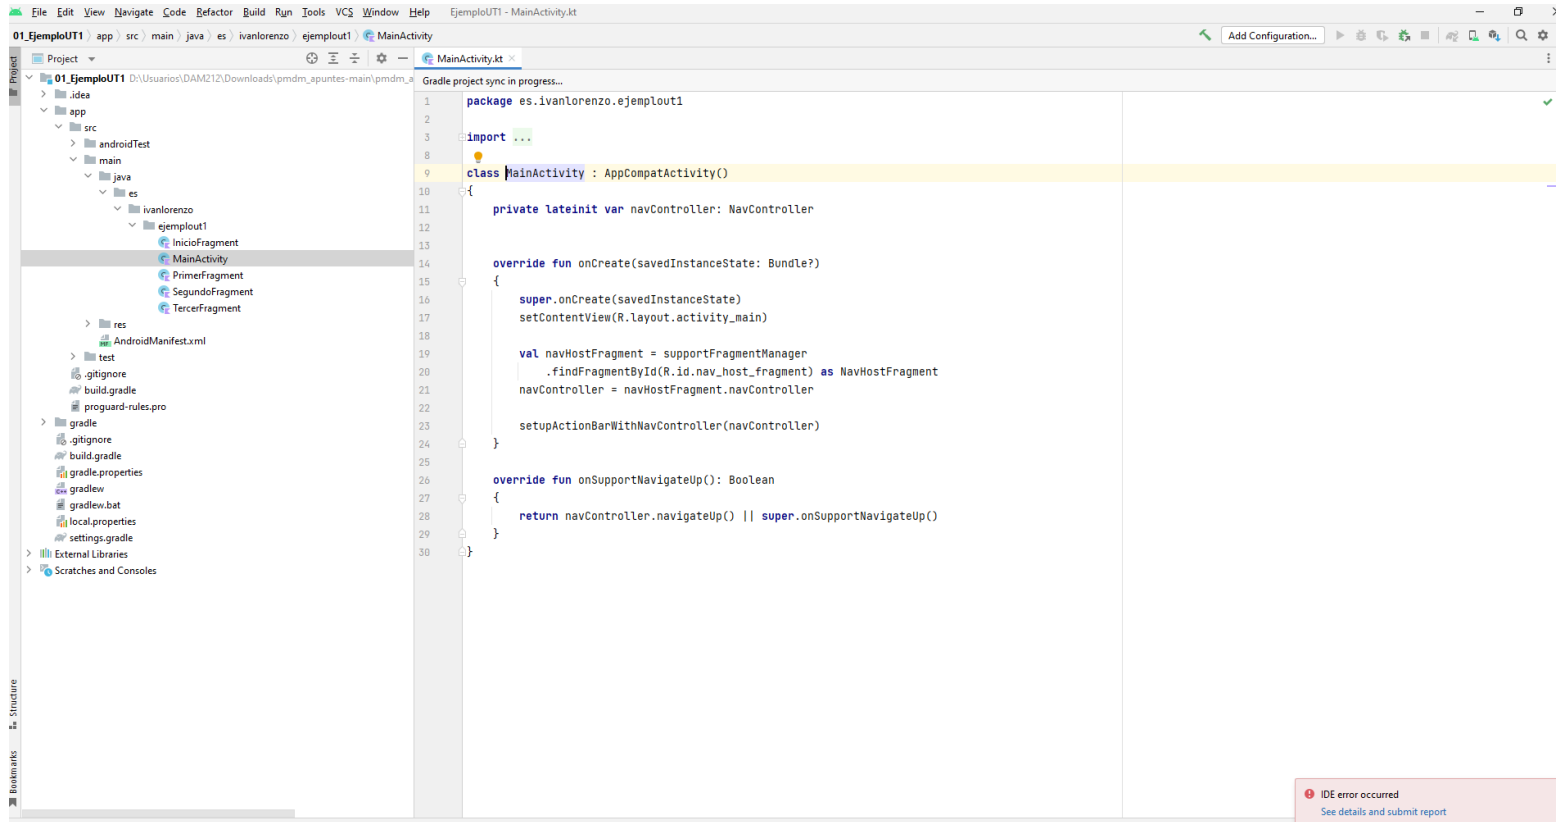 File Edit View Navigate Code Refactor Build Run Tools VCS Window Help EjemploUT1 - MainActivity.kt
01_EjemploUT1 app src main java es ivanlorenzo ejemplout1 MainActivity Add Configuration...
Project
Project
MainActivity.kt
01_EjemploUT1 D:\Usuarios\DAM212\Downloads\pmdm_apuntes-main\pmdm_a
.idea
app
src
androidTest
main
java
es
ivanlorenzo
ejemplout1
InicioFragment
MainActivity
PrimerFragment
SegundoFragment
TercerFragment
res
AndroidManifest.xml
test
.gitignore
build.gradle
proguard-rules.pro
gradle
.gitignore
build.gradle
gradle.properties
gradlew
gradlew.bat
local.properties
settings.gradle
External Libraries
Scratches and Consoles
Structure
Bookmarks
Gradle project sync in progress...
1 package es.ivanlorenzo.ejemplout1
2
3 import ...
8
9 class MainActivity : AppCompatActivity()
10 {
11 private lateinit var navController: NavController
12
13
14 override fun onCreate(savedInstanceState: Bundle?)
15 {
16 super.onCreate(savedInstanceState)
17 setContentView(R.layout.activity_main)
18
19 val navHostFragment = supportFragmentManager
20 .findFragmentById(R.id.nav_host_fragment) as NavHostFragment
21 navController = navHostFragment.navController
22
23 setupActionBarWithNavController(navController)
24 }
25
26 override fun onSupportNavigateUp(): Boolean
27 {
28 return navController.navigateUp() || super.onSupportNavigateUp()
29 }
30 }
IDE error occurred
See details and submit report